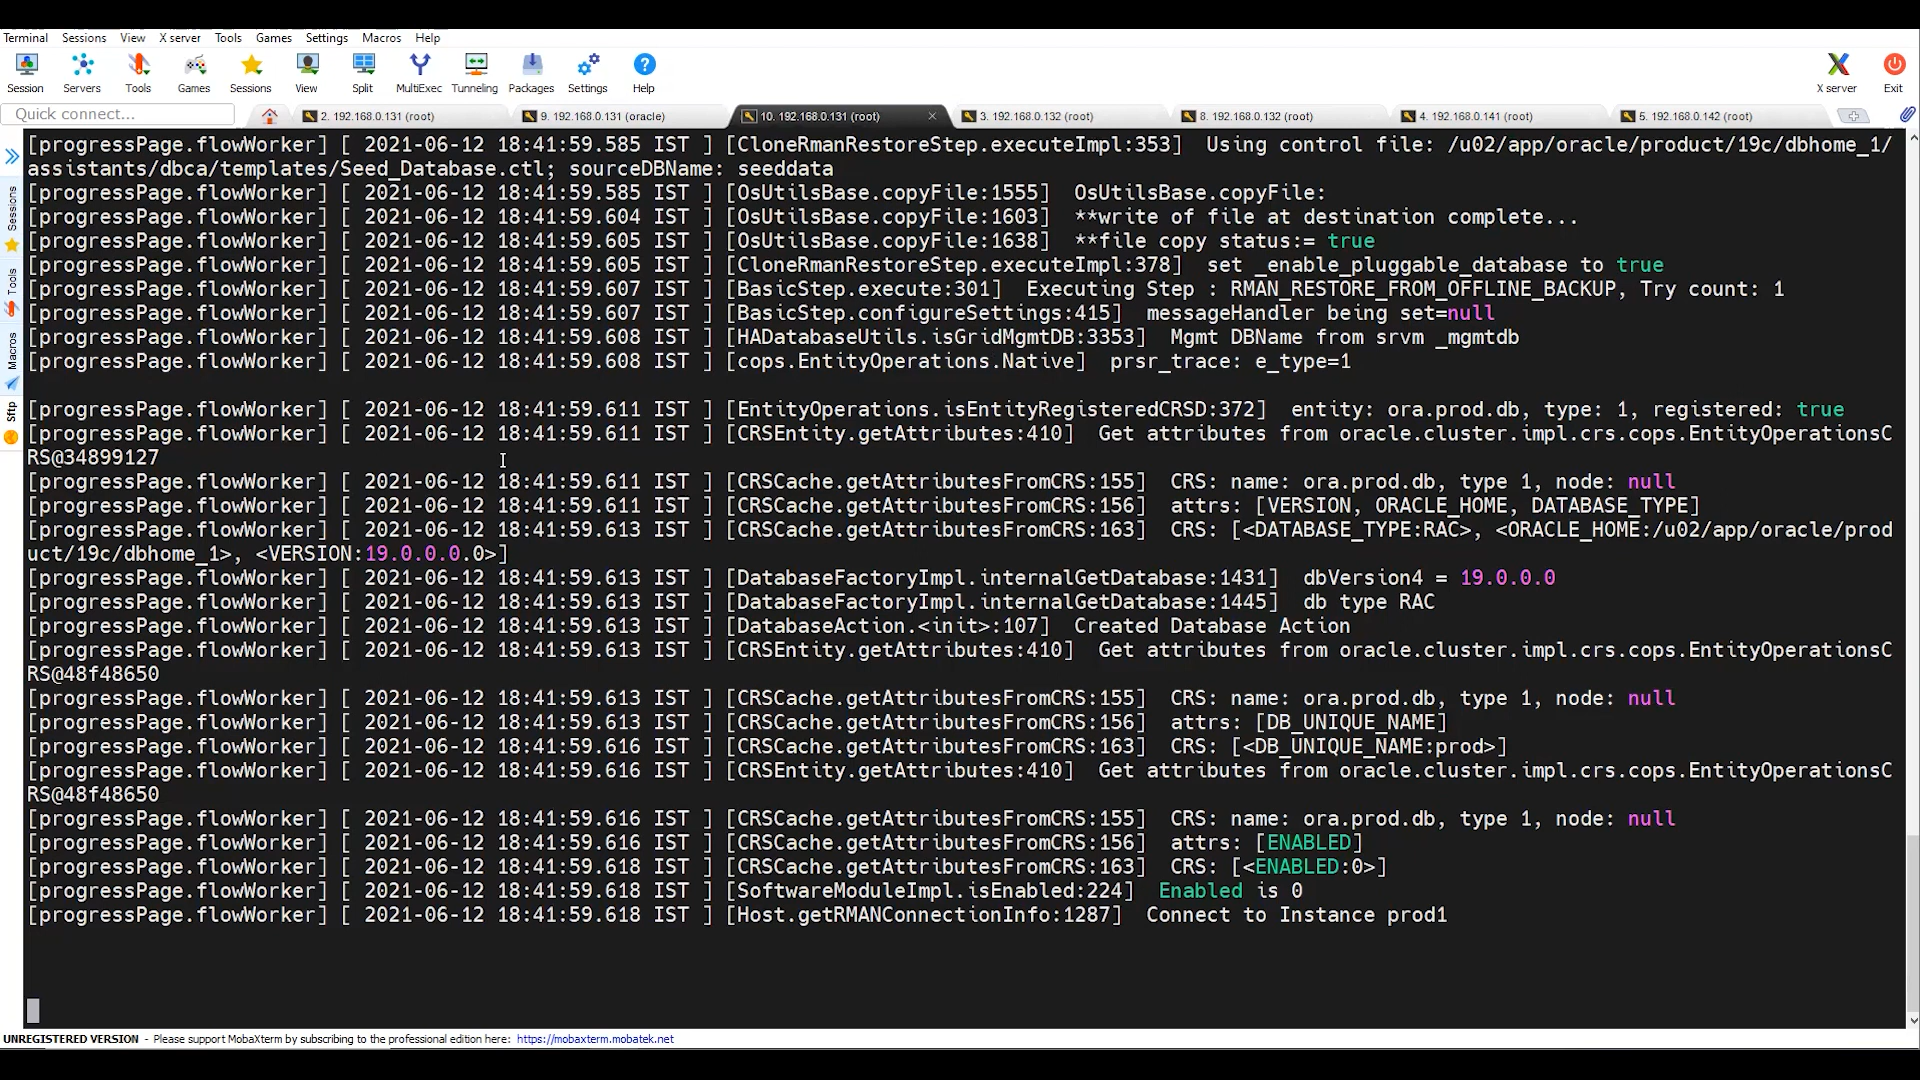 Terminal Sessions View X server Tools Games Settings Macros Help
Session Servers Tools Games Sessions View Split MultiExec Tunneling Packages Settings Help X server Exit
Quick connect... 2. 192.168.0.131 (root) 9. 192.168.0.131 (oracle) 10. 192.168.0.131 (root) 3. 192.168.0.132 (root) 8. 192.168.0.132 (root) 4. 192.168.0.141 (root) 5. 192.168.0.142 (root)
Sessions
Tools
Macros
Sftp
[progressPage.flowWorker] [ 2021-06-12 18:41:59.585 IST ] [CloneRmanRestoreStep.executeImpl:353]  Using control file: /u02/app/oracle/product/19c/dbhome_1/
assistants/dbca/templates/Seed_Database.ctl; sourceDBName: seeddata
[progressPage.flowWorker] [ 2021-06-12 18:41:59.585 IST ] [OsUtilsBase.copyFile:1555]  OsUtilsBase.copyFile:
[progressPage.flowWorker] [ 2021-06-12 18:41:59.604 IST ] [OsUtilsBase.copyFile:1603]  **write of file at destination complete...
[progressPage.flowWorker] [ 2021-06-12 18:41:59.605 IST ] [OsUtilsBase.copyFile:1638]  **file copy status:= true
[progressPage.flowWorker] [ 2021-06-12 18:41:59.605 IST ] [CloneRmanRestoreStep.executeImpl:378]  set _enable_pluggable_database to true
[progressPage.flowWorker] [ 2021-06-12 18:41:59.607 IST ] [BasicStep.execute:301]  Executing Step : RMAN_RESTORE_FROM_OFFLINE_BACKUP, Try count: 1
[progressPage.flowWorker] [ 2021-06-12 18:41:59.607 IST ] [BasicStep.configureSettings:415]  messageHandler being set=null
[progressPage.flowWorker] [ 2021-06-12 18:41:59.608 IST ] [HADatabaseUtils.isGridMgmtDB:3353]  Mgmt DBName from srvm _mgmtdb
[progressPage.flowWorker] [ 2021-06-12 18:41:59.608 IST ] [cops.EntityOperations.Native]  prsr_trace: e_type=1
[progressPage.flowWorker] [ 2021-06-12 18:41:59.611 IST ] [EntityOperations.isEntityRegisteredCRSD:372]  entity: ora.prod.db, type: 1, registered: true
[progressPage.flowWorker] [ 2021-06-12 18:41:59.611 IST ] [CRSEntity.getAttributes:410]  Get attributes from oracle.cluster.impl.crs.cops.EntityOperationsC
RS@34899127
[progressPage.flowWorker] [ 2021-06-12 18:41:59.611 IST ] [CRSCache.getAttributesFromCRS:155]  CRS: name: ora.prod.db, type 1, node: null
[progressPage.flowWorker] [ 2021-06-12 18:41:59.611 IST ] [CRSCache.getAttributesFromCRS:156]  attrs: [VERSION, ORACLE_HOME, DATABASE_TYPE]
[progressPage.flowWorker] [ 2021-06-12 18:41:59.613 IST ] [CRSCache.getAttributesFromCRS:163]  CRS: [<DATABASE_TYPE:RAC>, <ORACLE_HOME:/u02/app/oracle/prod
uct/19c/dbhome_1>, <VERSION:19.0.0.0.0>]
[progressPage.flowWorker] [ 2021-06-12 18:41:59.613 IST ] [DatabaseFactoryImpl.internalGetDatabase:1431]  dbVersion4 = 19.0.0.0
[progressPage.flowWorker] [ 2021-06-12 18:41:59.613 IST ] [DatabaseFactoryImpl.internalGetDatabase:1445]  db type RAC
[progressPage.flowWorker] [ 2021-06-12 18:41:59.613 IST ] [DatabaseAction.<init>:107]  Created Database Action
[progressPage.flowWorker] [ 2021-06-12 18:41:59.613 IST ] [CRSEntity.getAttributes:410]  Get attributes from oracle.cluster.impl.crs.cops.EntityOperationsC
RS@48f48650
[progressPage.flowWorker] [ 2021-06-12 18:41:59.613 IST ] [CRSCache.getAttributesFromCRS:155]  CRS: name: ora.prod.db, type 1, node: null
[progressPage.flowWorker] [ 2021-06-12 18:41:59.613 IST ] [CRSCache.getAttributesFromCRS:156]  attrs: [DB_UNIQUE_NAME]
[progressPage.flowWorker] [ 2021-06-12 18:41:59.616 IST ] [CRSCache.getAttributesFromCRS:163]  CRS: [<DB_UNIQUE_NAME:prod>]
[progressPage.flowWorker] [ 2021-06-12 18:41:59.616 IST ] [CRSEntity.getAttributes:410]  Get attributes from oracle.cluster.impl.crs.cops.EntityOperationsC
RS@48f48650
[progressPage.flowWorker] [ 2021-06-12 18:41:59.616 IST ] [CRSCache.getAttributesFromCRS:155]  CRS: name: ora.prod.db, type 1, node: null
[progressPage.flowWorker] [ 2021-06-12 18:41:59.616 IST ] [CRSCache.getAttributesFromCRS:156]  attrs: [ENABLED]
[progressPage.flowWorker] [ 2021-06-12 18:41:59.618 IST ] [CRSCache.getAttributesFromCRS:163]  CRS: [<ENABLED:0>]
[progressPage.flowWorker] [ 2021-06-12 18:41:59.618 IST ] [SoftwareModuleImpl.isEnabled:224]  Enabled is 0
[progressPage.flowWorker] [ 2021-06-12 18:41:59.618 IST ] [Host.getRMANConnectionInfo:1287]  Connect to Instance prod1
UNREGISTERED VERSION - Please support MobaXterm by subscribing to the professional edition here: https://mobaxterm.mobatek.net